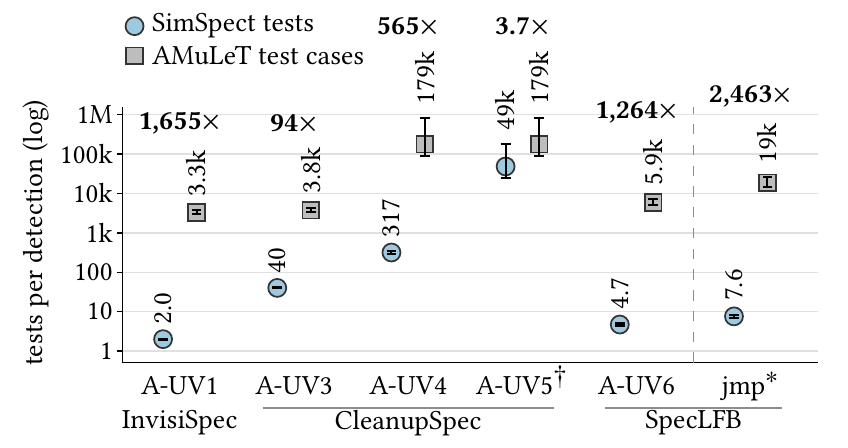 SimSpect tests
AMuLeT test cases
tests per detection (log)
1M
100k
10k
1k
100
10
1
1,655×
94×
565×
3.7×
1,264×
2,463×
2.0
3.3k
40
3.8k
317
179k
49k
179k
4.7
5.9k
7.6
19k
A-UV1
A-UV3
A-UV4
A-UV5†
A-UV6
jmp*
InvisiSpec
CleanupSpec
SpecLFB